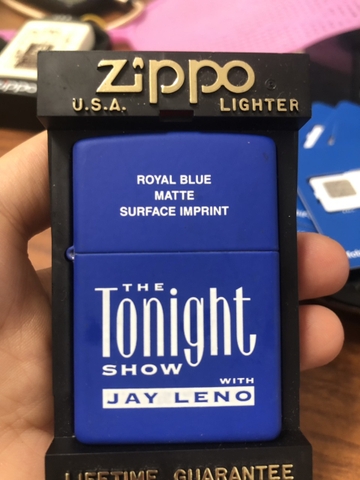 Zippo
U.S.A. LIGHTER
ROYAL BLUE
MATTE
SURFACE IMPRINT
THE
Tonight
SHOW
WITH
JAY LENO
LIFETIME GUARANTEE